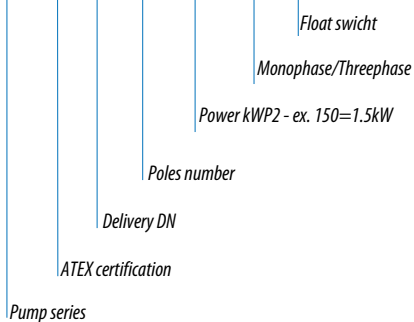 Float swicht
Monophase/Threephase
Power kWP2 - ex. 150=1.5kW
Poles number
Delivery DN
ATEX certification
Pump series